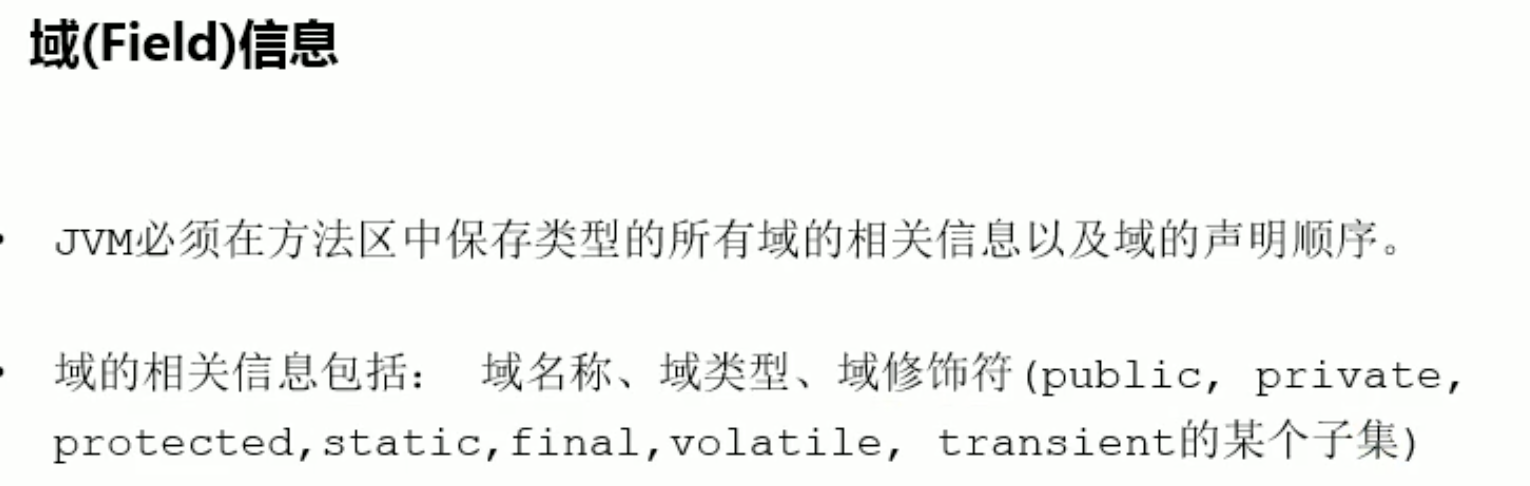 域(Field)信息
• JVM必须在方法区中保存类型的所有域的相关信息以及域的声明顺序。
• 域的相关信息包括： 域名称、域类型、域修饰符(public, private,
protected,static,final,volatile, transient的某个子集)